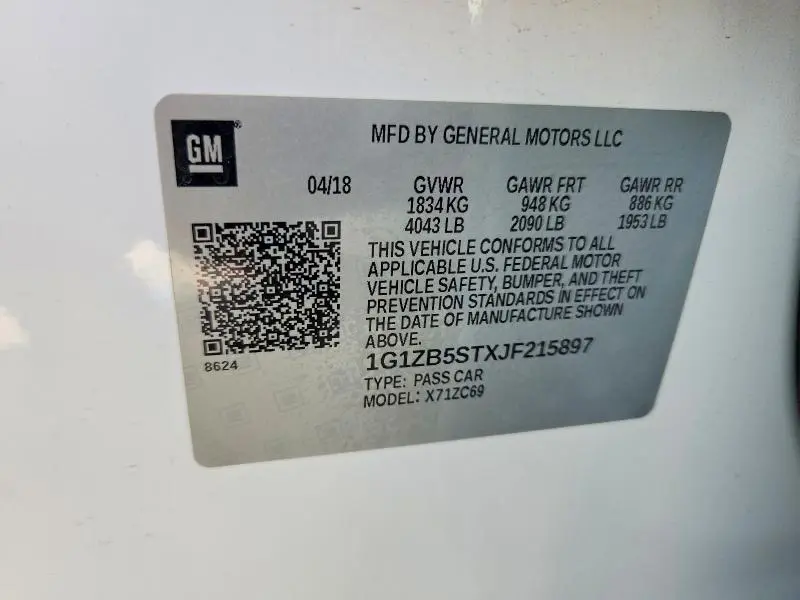 GM
MFD BY GENERAL MOTORS LLC
04/18 GVWR GAWR FRT GAWR RR
1834 KG 948 KG 886 KG
4043 LB 2090 LB 1953 LB
THIS VEHICLE CONFORMS TO ALL
APPLICABLE U.S. FEDERAL MOTOR
VEHICLE SAFETY, BUMPER, AND THEFT
PREVENTION STANDARDS IN EFFECT ON
THE DATE OF MANUFACTURE SHOWN
ABOVE.
8624
1G1ZB5STXJF215897
TYPE: PASS CAR
MODEL: X71ZC69